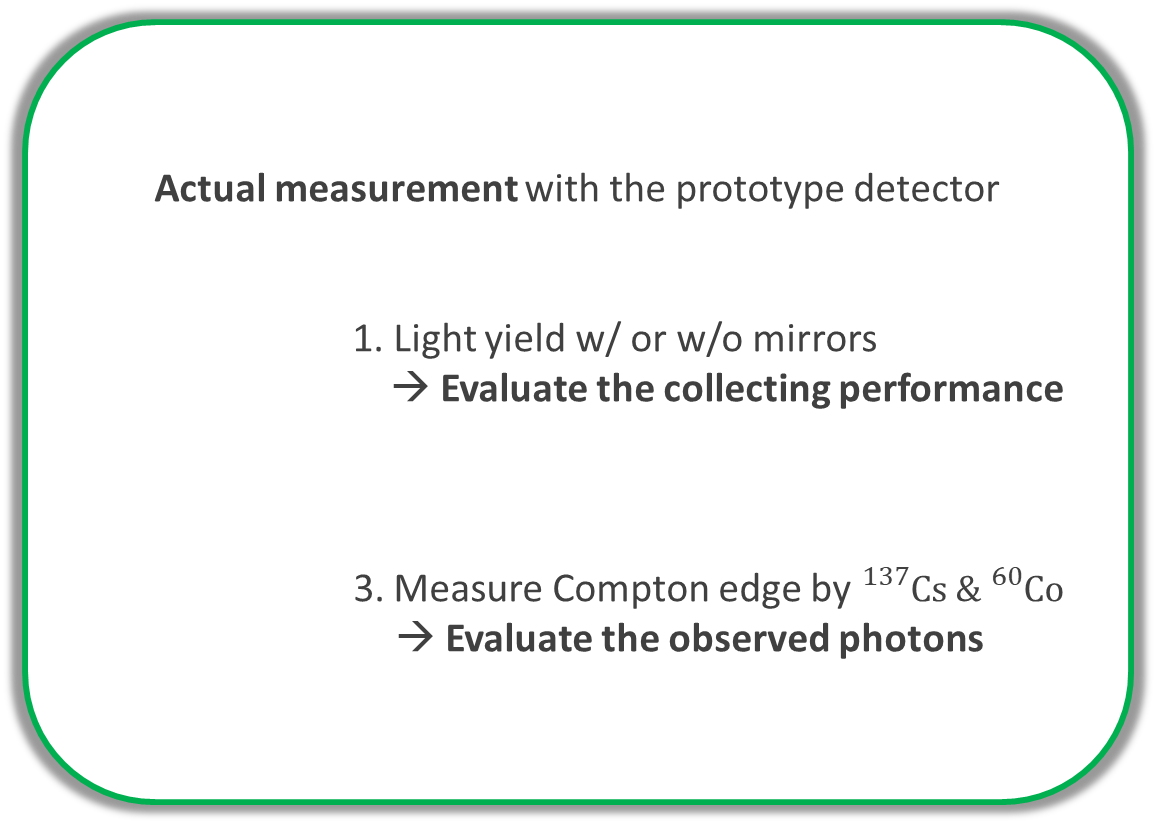 Actual measurement with the prototype detector
1. Light yield w/ or w/o mirrors
→ Evaluate the collecting performance
3. Measure Compton edge by ¹³⁷Cs & ⁶⁰Co
→ Evaluate the observed photons